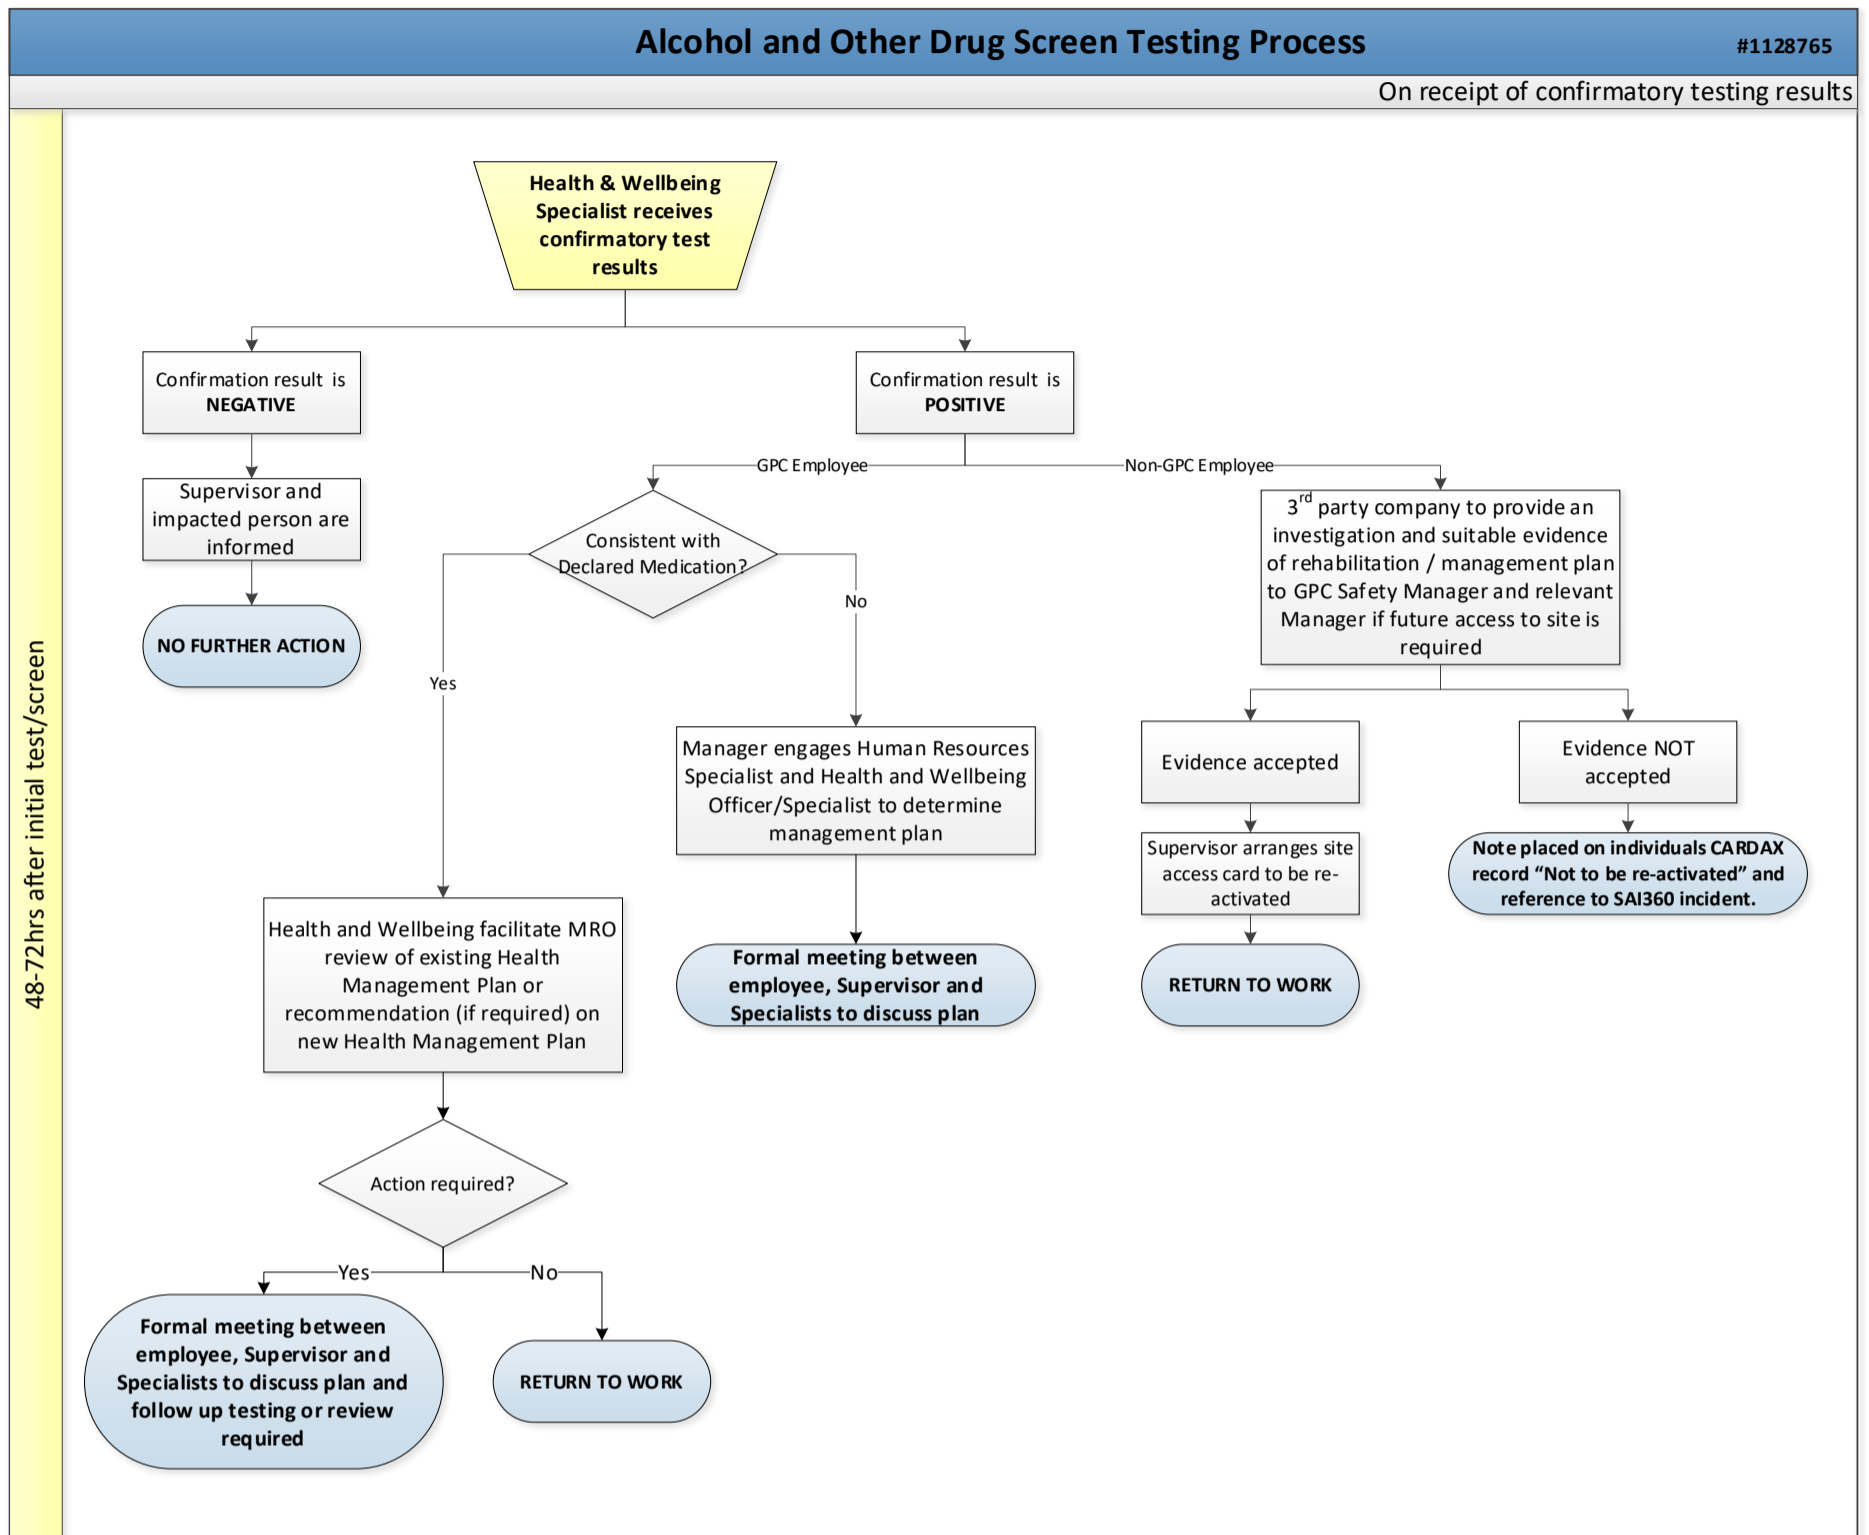 Alcohol and Other Drug Screen Testing Process
#1128765
On receipt of confirmatory testing results
48-72hrs after initial test/screen
Health & Wellbeing
Specialist receives
confirmatory test
results
Confirmation result is
NEGATIVE
Confirmation result is
POSITIVE
Supervisor and
impacted person are
informed
NO FURTHER ACTION
GPC Employee
Non-GPC Employee
Consistent with
Declared Medication?
3rd party company to provide an
investigation and suitable evidence
of rehabilitation / management plan
to GPC Safety Manager and relevant
Manager if future access to site is
required
Yes
No
Manager engages Human Resources
Specialist and Health and Wellbeing
Officer/Specialist to determine
management plan
Evidence accepted
Evidence NOT
accepted
Supervisor arranges site
access card to be re-
activated
Note placed on individuals CARDAX
record “Not to be re-activated” and
reference to SAI360 incident.
Health and Wellbeing facilitate MRO
review of existing Health
Management Plan or
recommendation (if required) on
new Health Management Plan
Formal meeting between
employee, Supervisor and
Specialists to discuss plan
RETURN TO WORK
Action required?
Yes
No
Formal meeting between
employee, Supervisor and
Specialists to discuss plan and
follow up testing or review
required
RETURN TO WORK